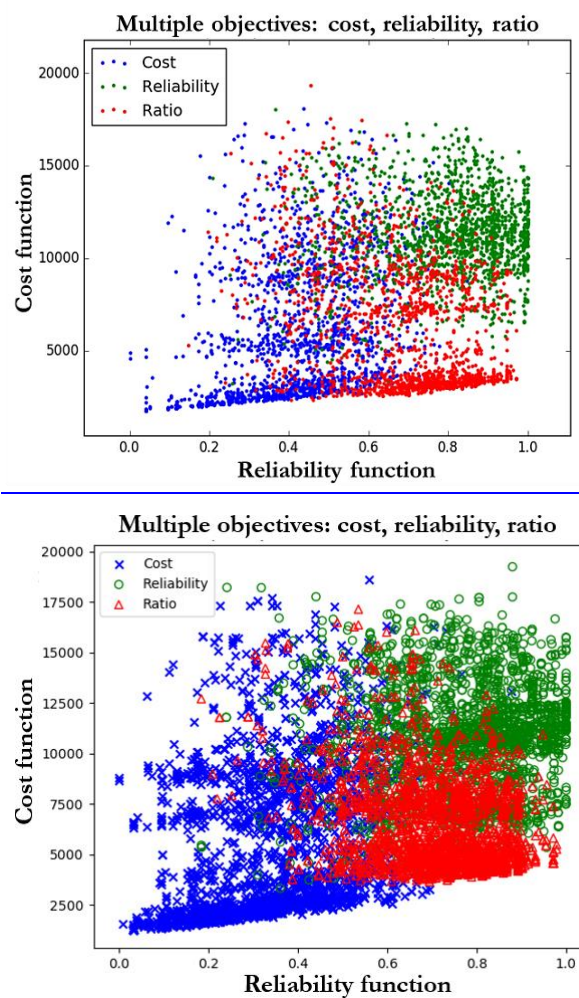 Multiple objectives: cost, reliability, ratio
20000
15000
10000
5000
Cost
Reliability
Ratio
Cost function
0.0 0.2 0.4 0.6 0.8 1.0
Reliability function
Multiple objectives: cost, reliability, ratio
20000
17500
15000
12500
10000
7500
5000
2500
Cost
Reliability
Ratio
Cost function
0.0 0.2 0.4 0.6 0.8 1.0
Reliability function